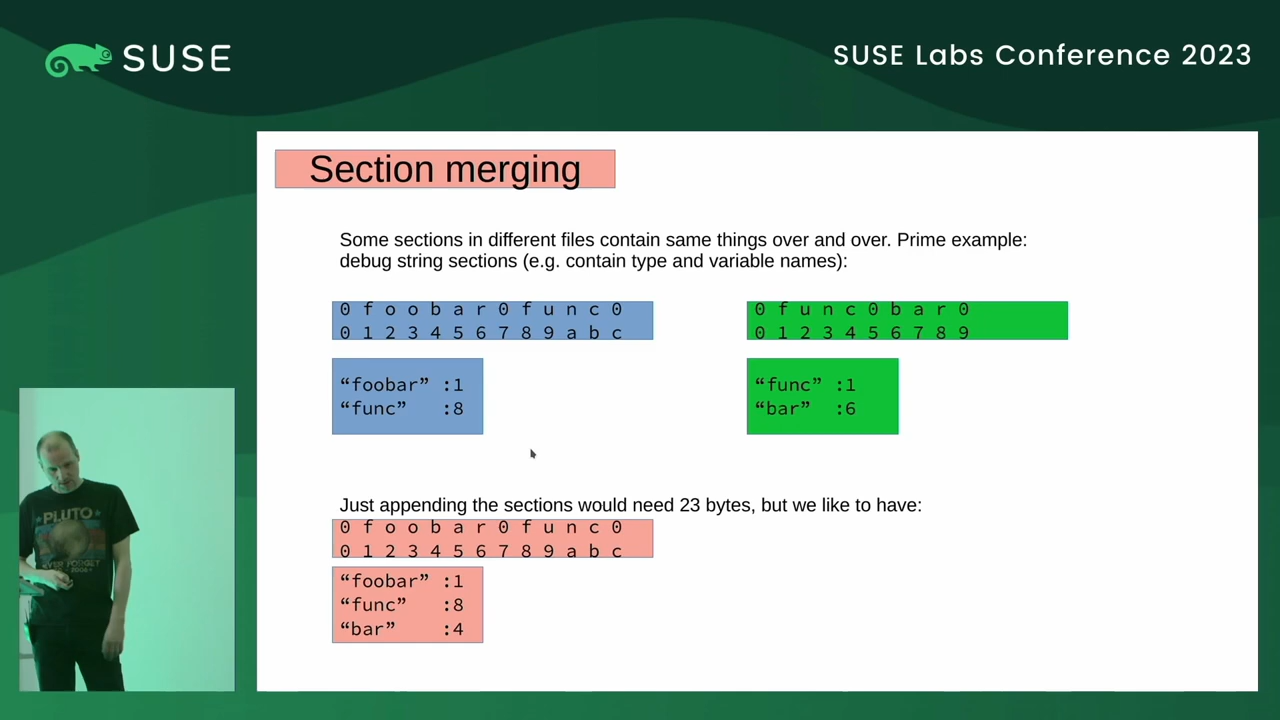 SUSE
SUSE Labs Conference 2023
Section merging
Some sections in different files contain same things over and over. Prime example:
debug string sections (e.g. contain type and variable names):
0 f o o b a r 0 f u n c 0
0 1 2 3 4 5 6 7 8 9 a b c
“foobar” :1
“func” :8
0 f u n c 0 b a r 0
0 1 2 3 4 5 6 7 8 9
“func” :1
“bar” :6
Just appending the sections would need 23 bytes, but we like to have:
0 f o o b a r 0 f u n c 0
0 1 2 3 4 5 6 7 8 9 a b c
“foobar” :1
“func” :8
“bar” :4
PLUTO
EVER FORGET